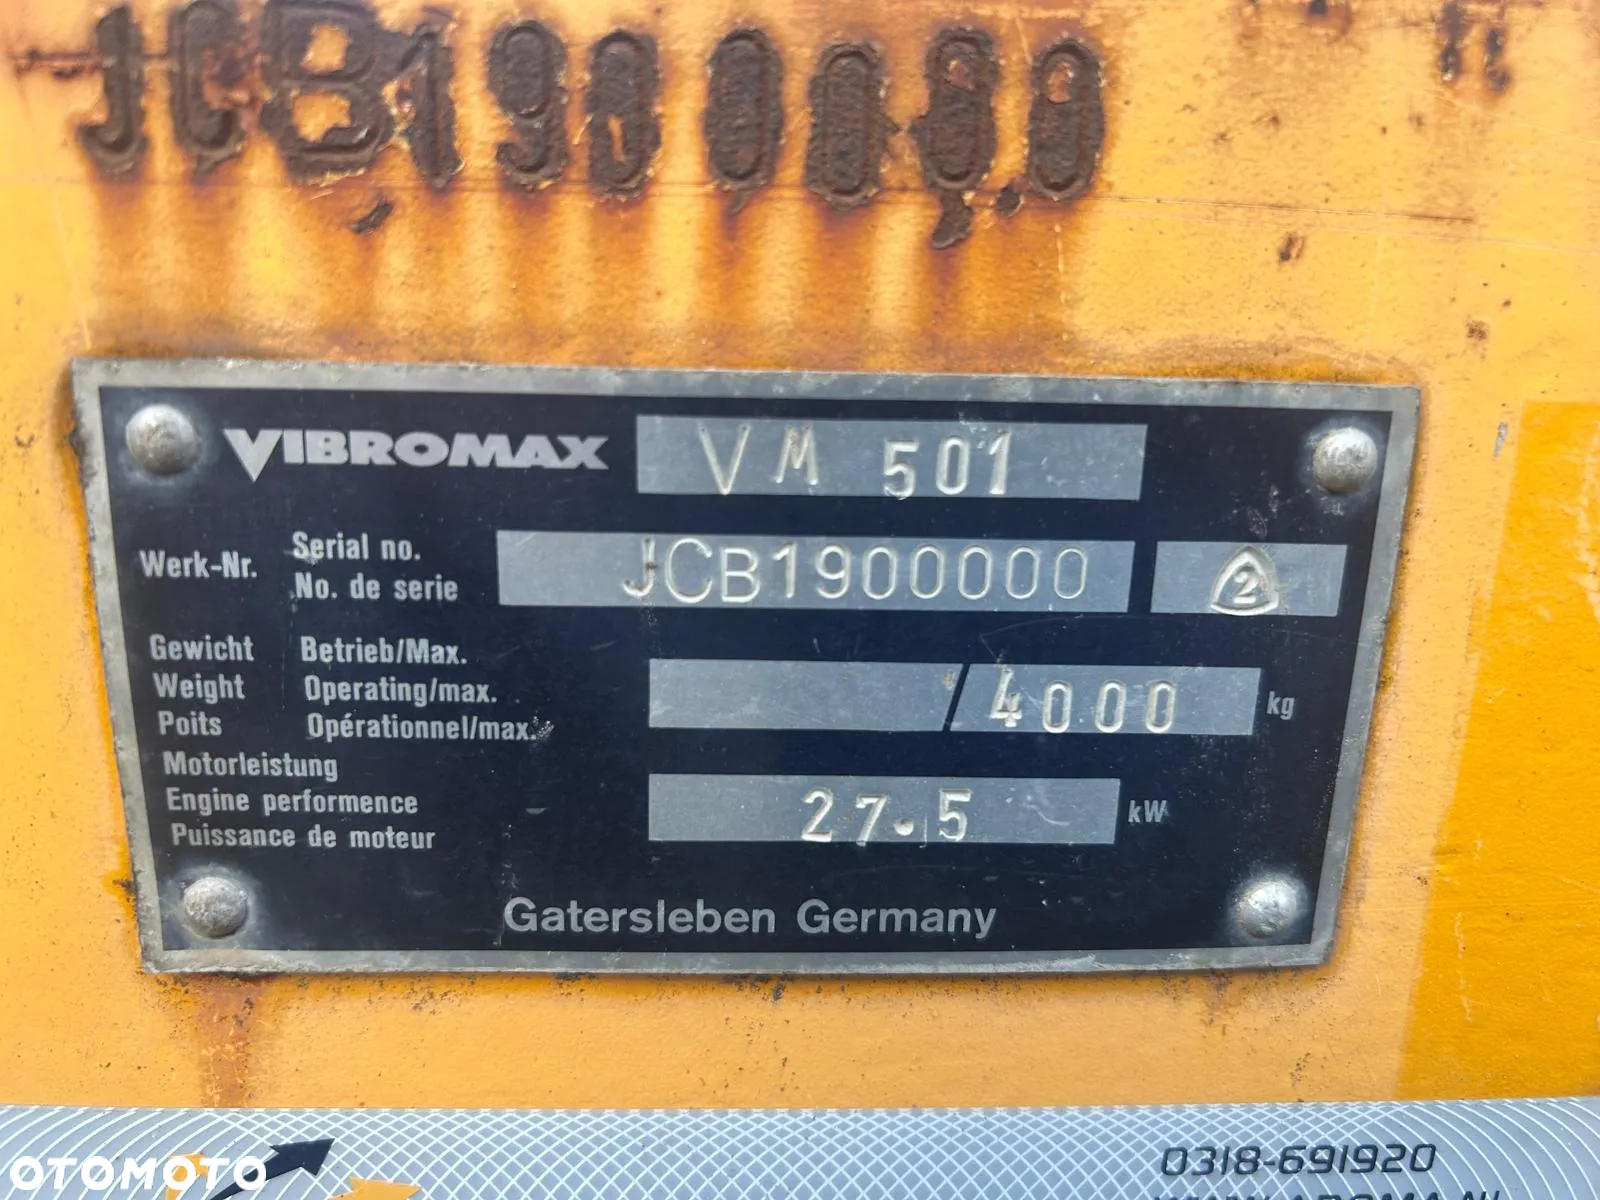 JCB1900000
VIBROMAX VM 501
Werk-Nr. Serial no. JCB1900000 2
No. de serie
Gewicht Betrieb/Max.
Weight Operating/max. / 4000 kg
Poits Opérationnel/max.
Motorleistung
Engine performence 27.5 kW
Puissance de moteur
Gatersleben Germany
0318-691920
OTOMOTO